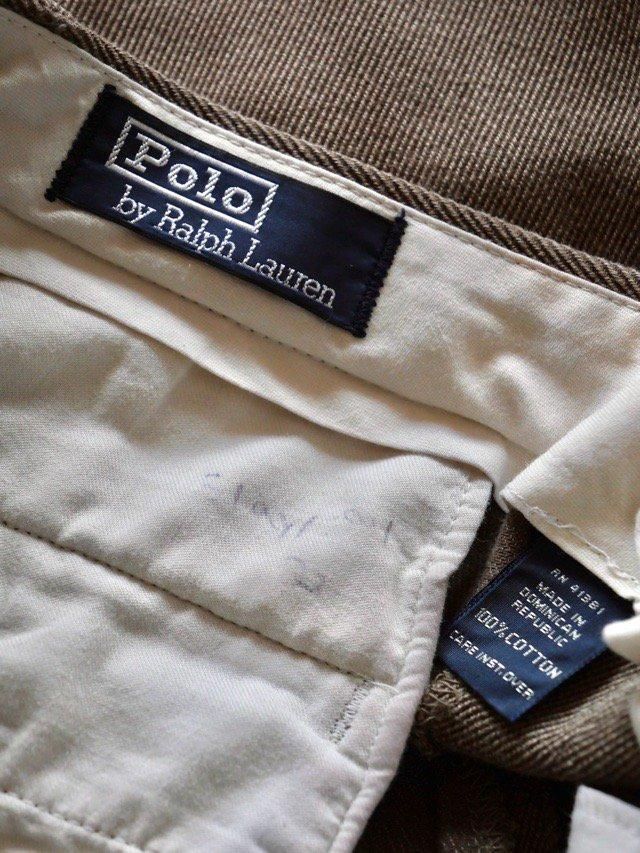 Polo
by Ralph Lauren
RN 41381
MADE IN
DOMINICAN
REPUBLIC
100% COTTON
CARE INST. OVER